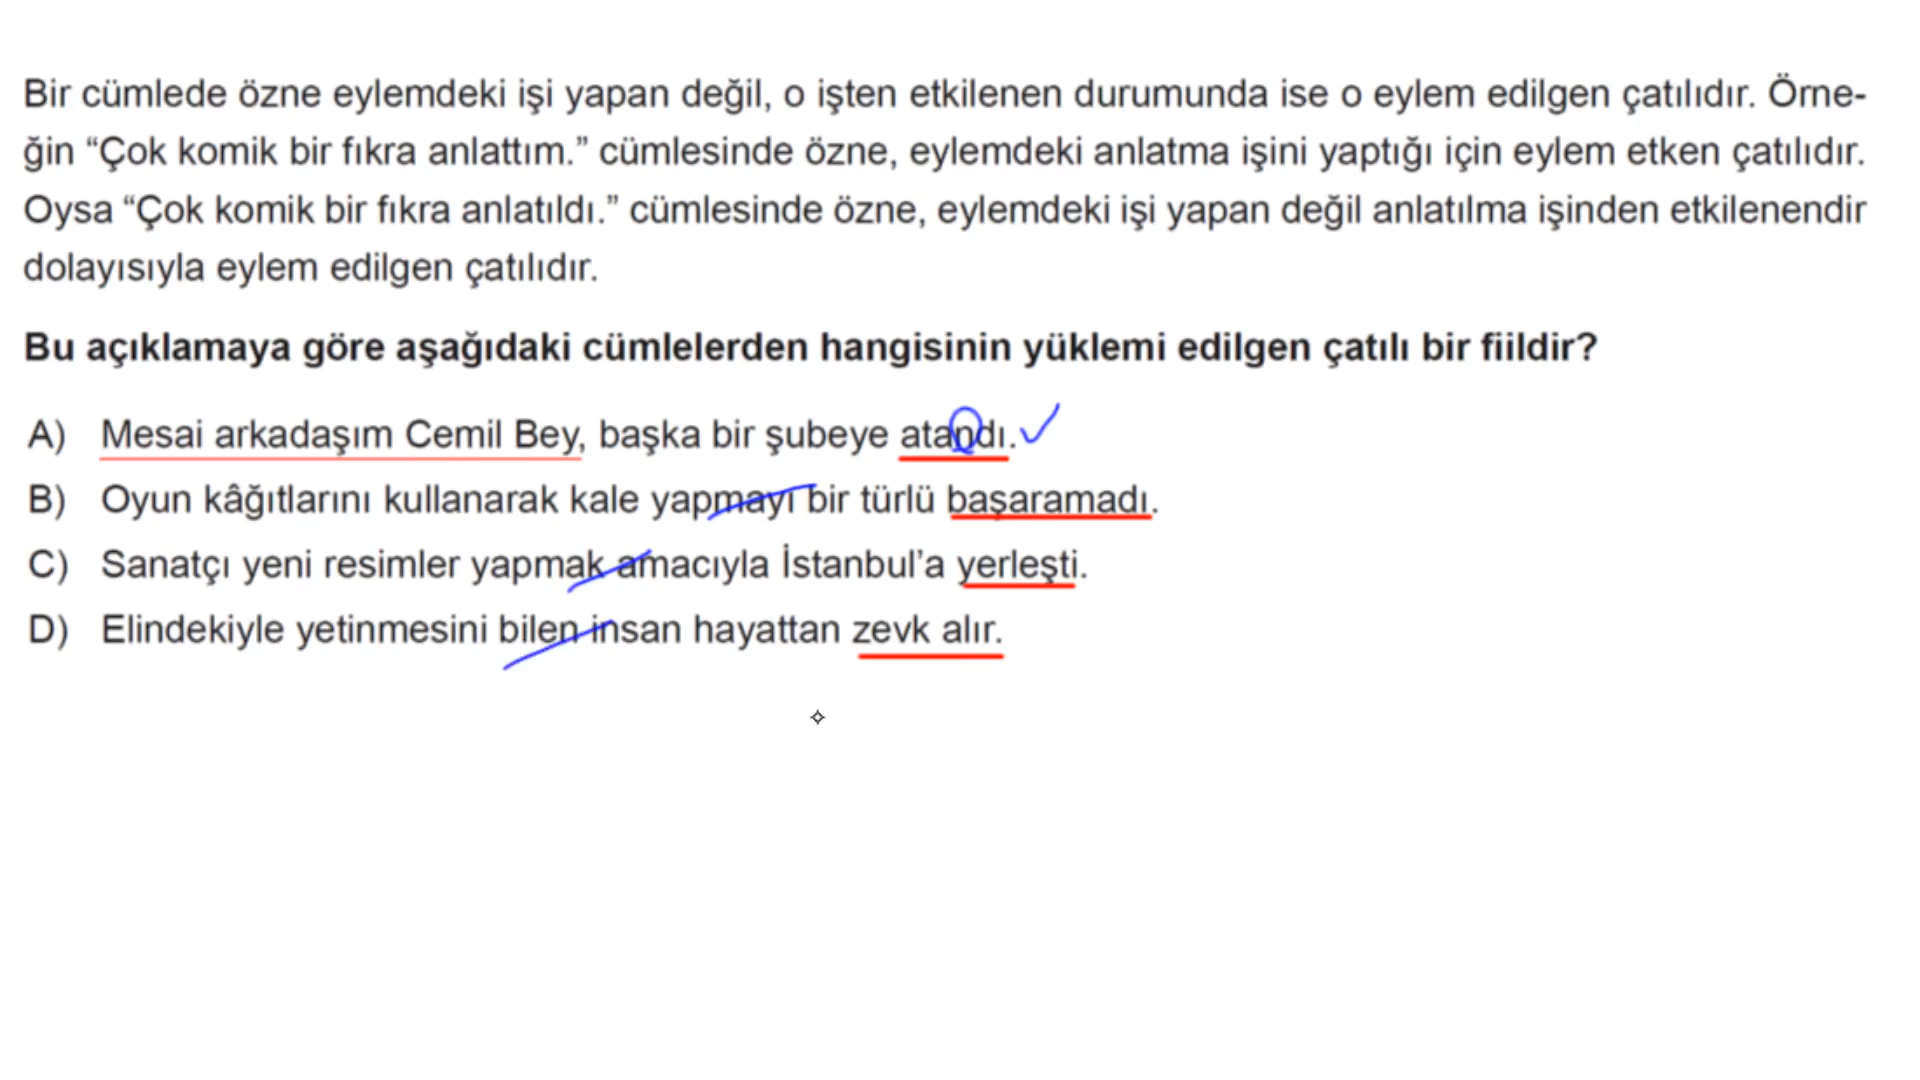 Bir cümlede özne eylemdeki işi yapan değil, o işten etkilenen durumunda ise o eylem edilgen çatılıdır. Örne-
ğin “Çok komik bir fıkra anlattım.” cümlesinde özne, eylemdeki anlatma işini yaptığı için eylem etken çatılıdır.
Oysa “Çok komik bir fıkra anlatıldı.” cümlesinde özne, eylemdeki işi yapan değil anlatılma işinden etkilenendir
dolayısıyla eylem edilgen çatılıdır.
Bu açıklamaya göre aşağıdaki cümlelerden hangisinin yüklemi edilgen çatılı bir fiildir?
A) Mesai arkadaşım Cemil Bey, başka bir şubeye atandı.
B) Oyun kâğıtlarını kullanarak kale yapmayı bir türlü başaramadı.
C) Sanatçı yeni resimler yapmak amacıyla İstanbul’a yerleşti.
D) Elindekiyle yetinmesini bilen insan hayattan zevk alır.